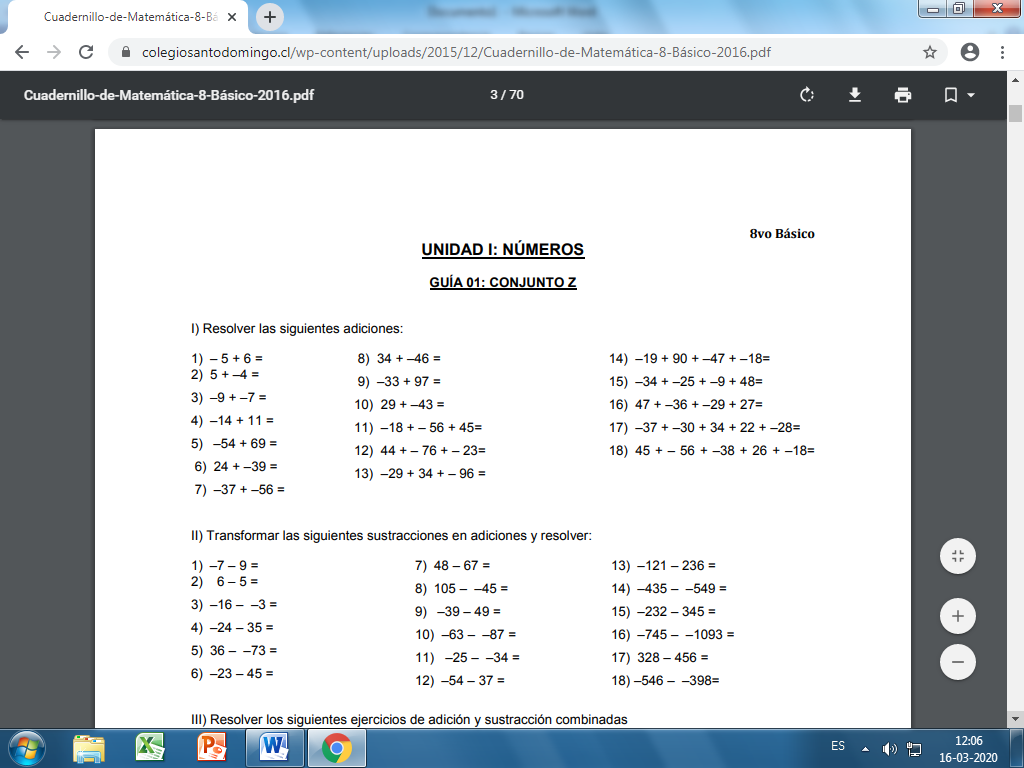 Cuadernillo-de-Matemática-8-Bá
colegiosantodomingo.cl/wp-content/uploads/2015/12/Cuadernillo-de-Matemática-8-Básico-2016.pdf
Cuadernillo-de-Matemática-8-Básico-2016.pdf 3 / 70
8vo Básico
UNIDAD I: NÚMEROS
GUÍA 01: CONJUNTO Z
I) Resolver las siguientes adiciones:
1) – 5 + 6 =
2) 5 + –4 =
3) –9 + –7 =
4) –14 + 11 =
5) –54 + 69 =
6) 24 + –39 =
7) –37 + –56 =
8) 34 + –46 =
9) –33 + 97 =
10) 29 + –43 =
11) –18 + – 56 + 45=
12) 44 + – 76 + – 23=
13) –29 + 34 + – 96 =
14) –19 + 90 + –47 + –18=
15) –34 + –25 + –9 + 48=
16) 47 + –36 + –29 + 27=
17) –37 + –30 + 34 + 22 + –28=
18) 45 + – 56 + –38 + 26 + –18=
II) Transformar las siguientes sustracciones en adiciones y resolver:
1) –7 – 9 =
2) 6 – 5 =
3) –16 – –3 =
4) –24 – 35 =
5) 36 – –73 =
6) –23 – 45 =
7) 48 – 67 =
8) 105 – –45 =
9) –39 – 49 =
10) –63 – –87 =
11) –25 – –34 =
12) –54 – 37 =
13) –121 – 236 =
14) –435 – –549 =
15) –232 – 345 =
16) –745 – –1093 =
17) 328 – 456 =
18) –546 – –398=
III) Resolver los siguientes ejercicios de adición y sustracción combinadas
ES
12:06
16-03-2020